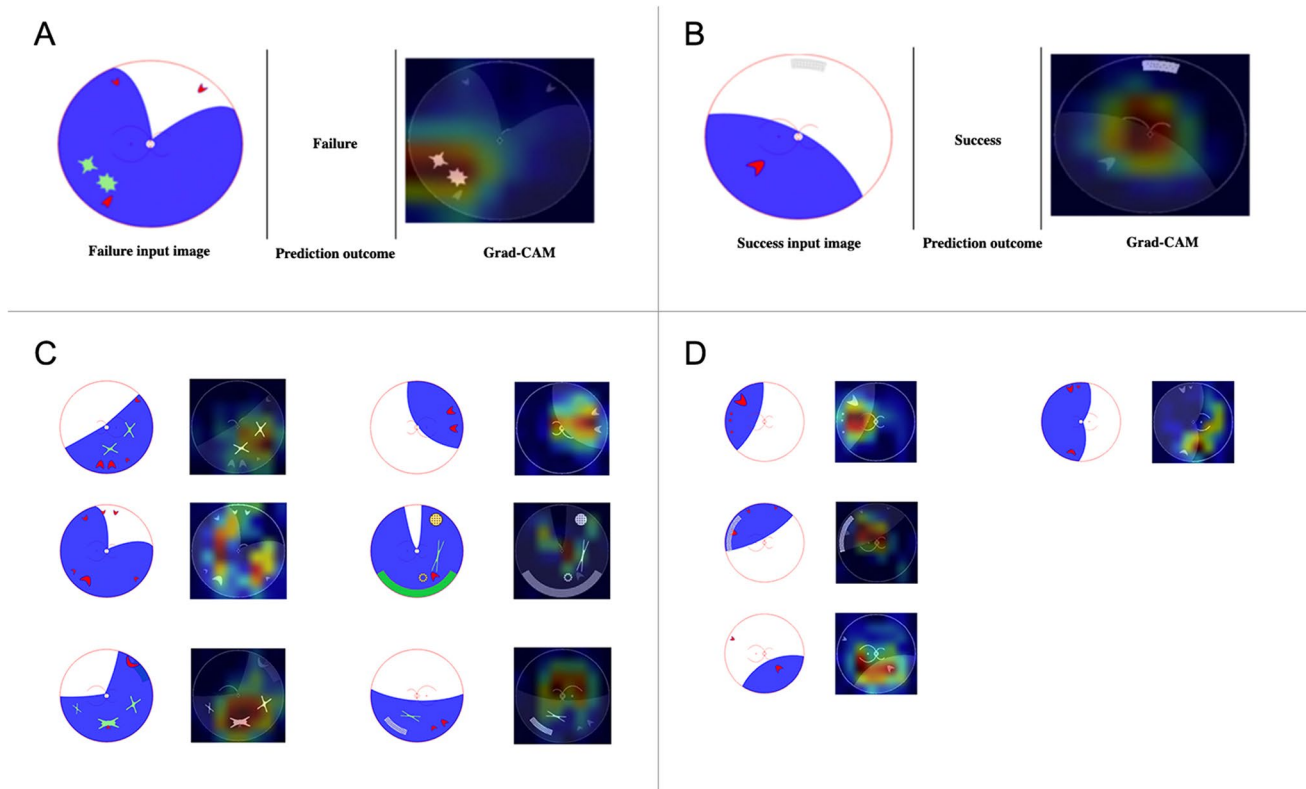 A
Failure
Failure input image
Prediction outcome
Grad-CAM
B
Success
Success input image
Prediction outcome
Grad-CAM
C
D